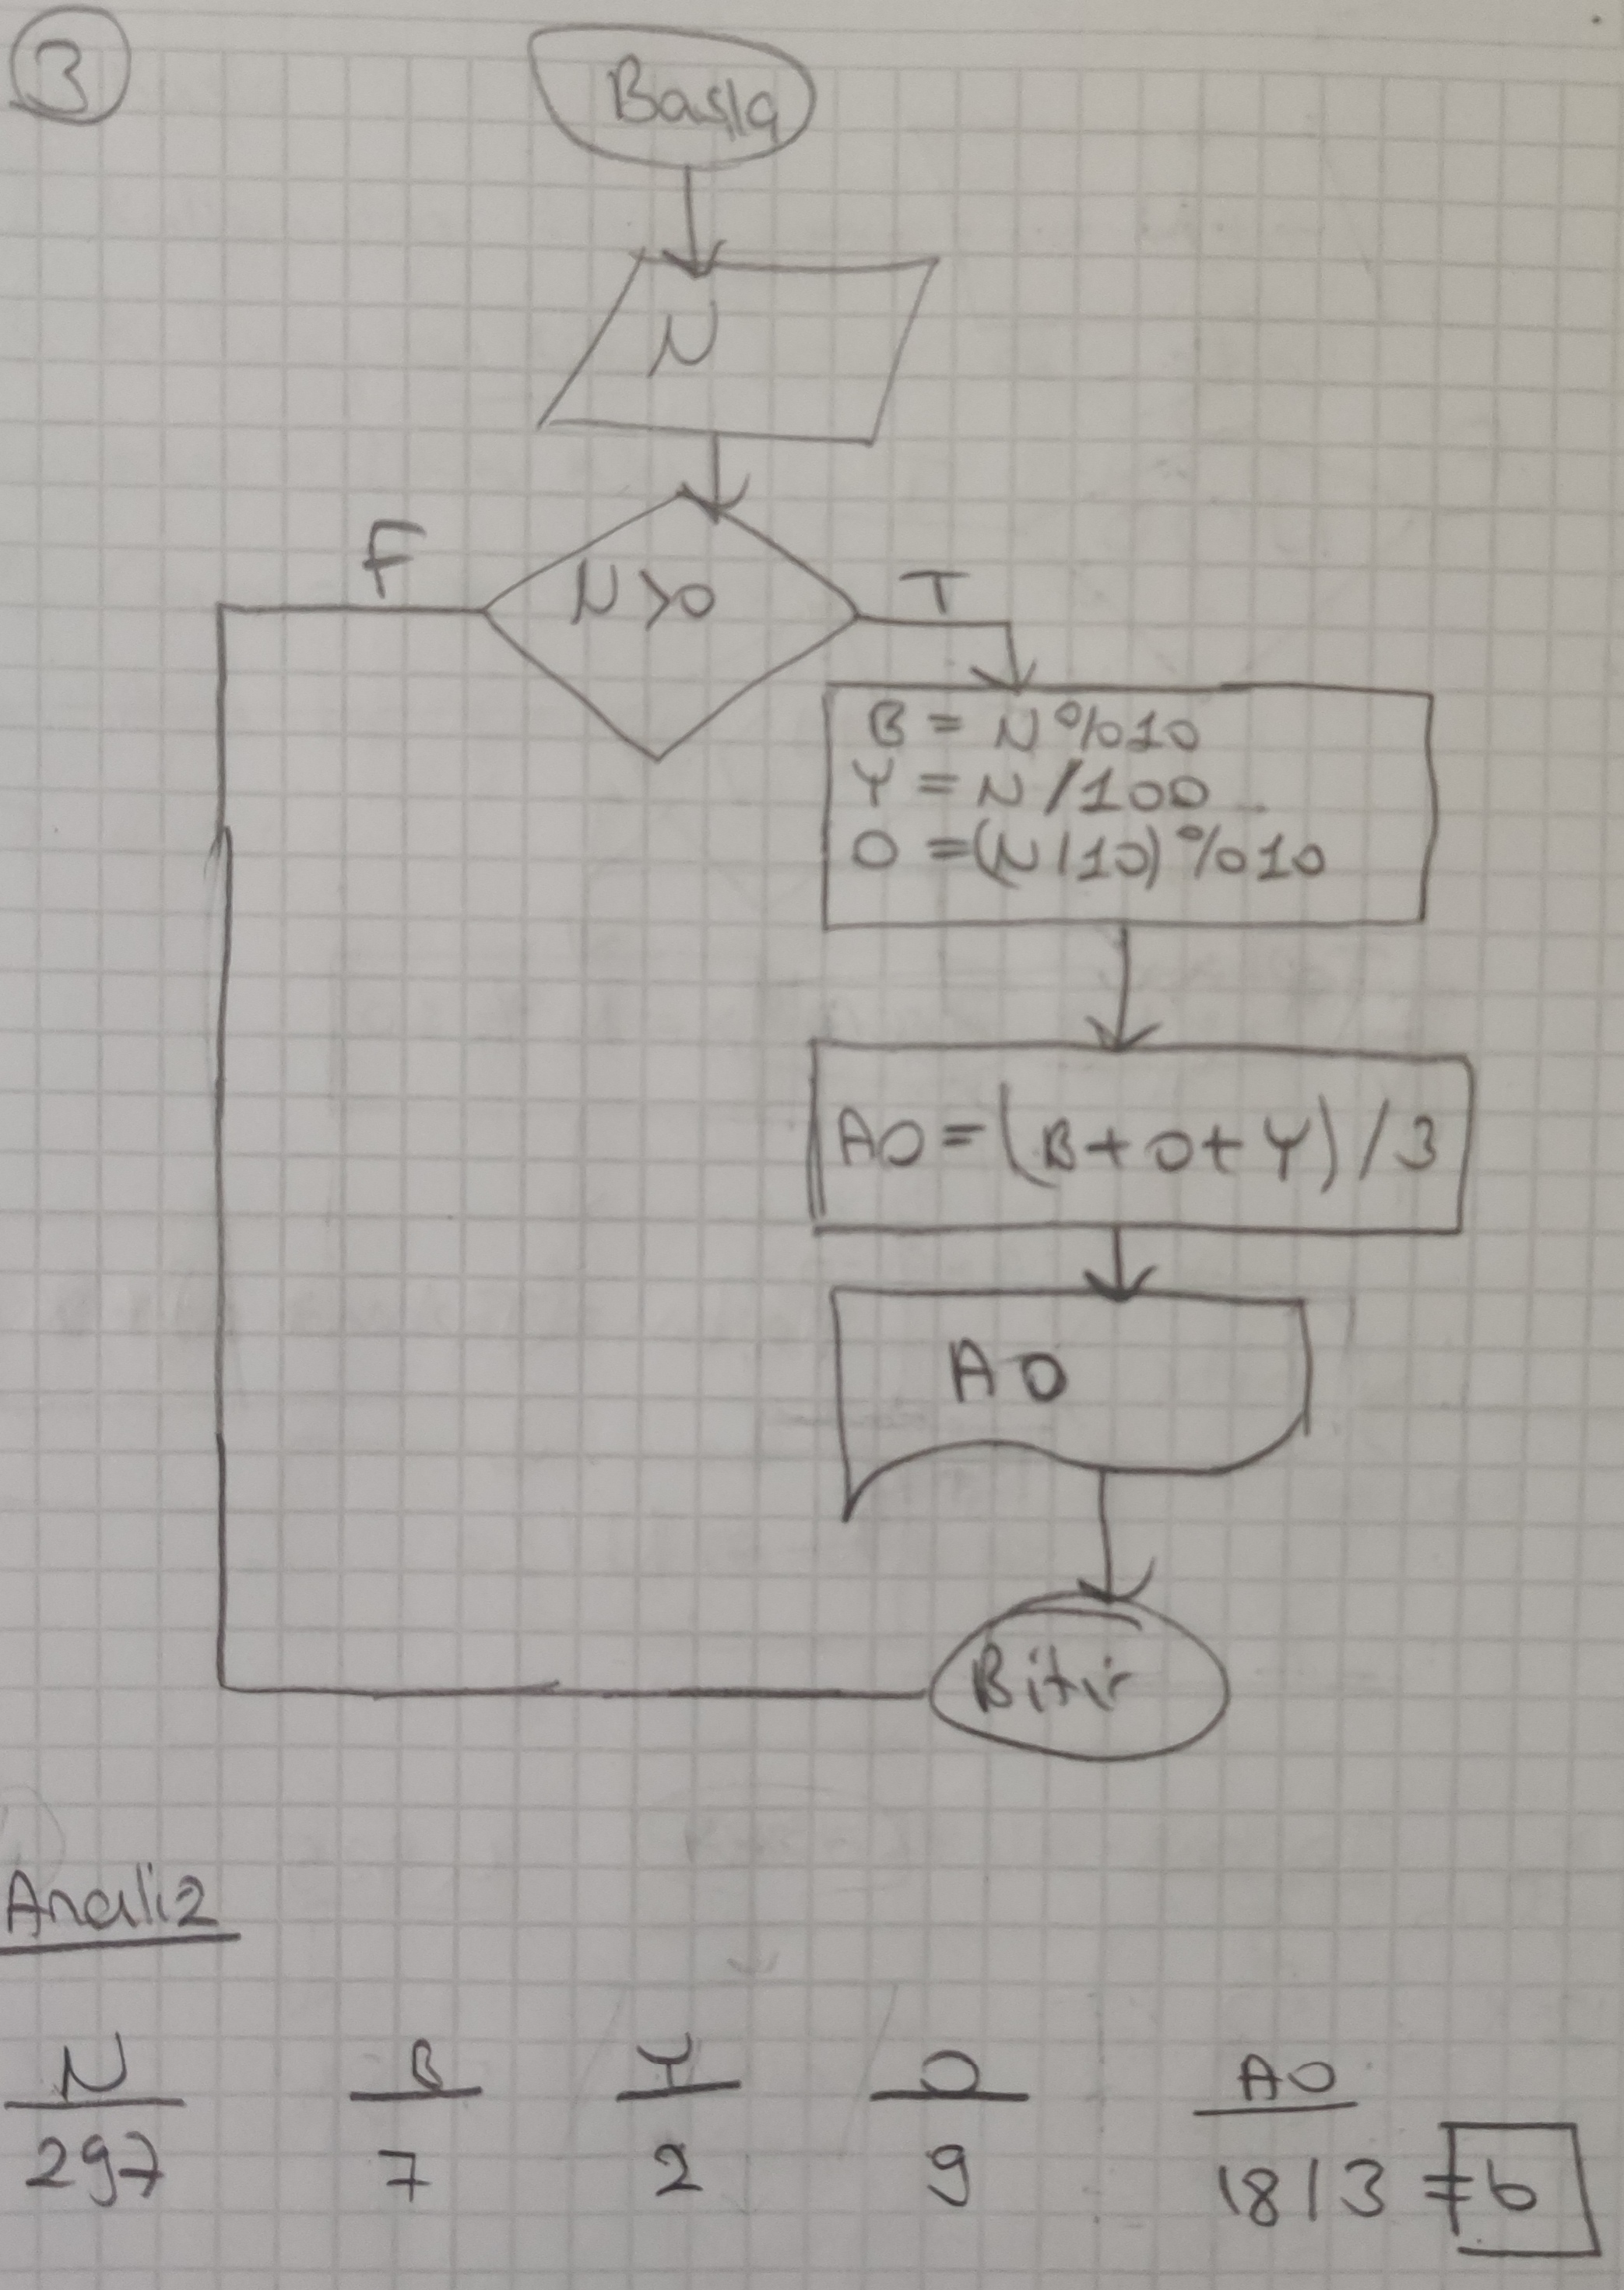 3
Başla
N
N>0
F
T
B = N%10
Y = N/100
O = (N/10)%10
AO = (B+O+Y)/3
AO
Bitir
Analiz
N B Y O AO
297 7 2 9 18/3 = 6